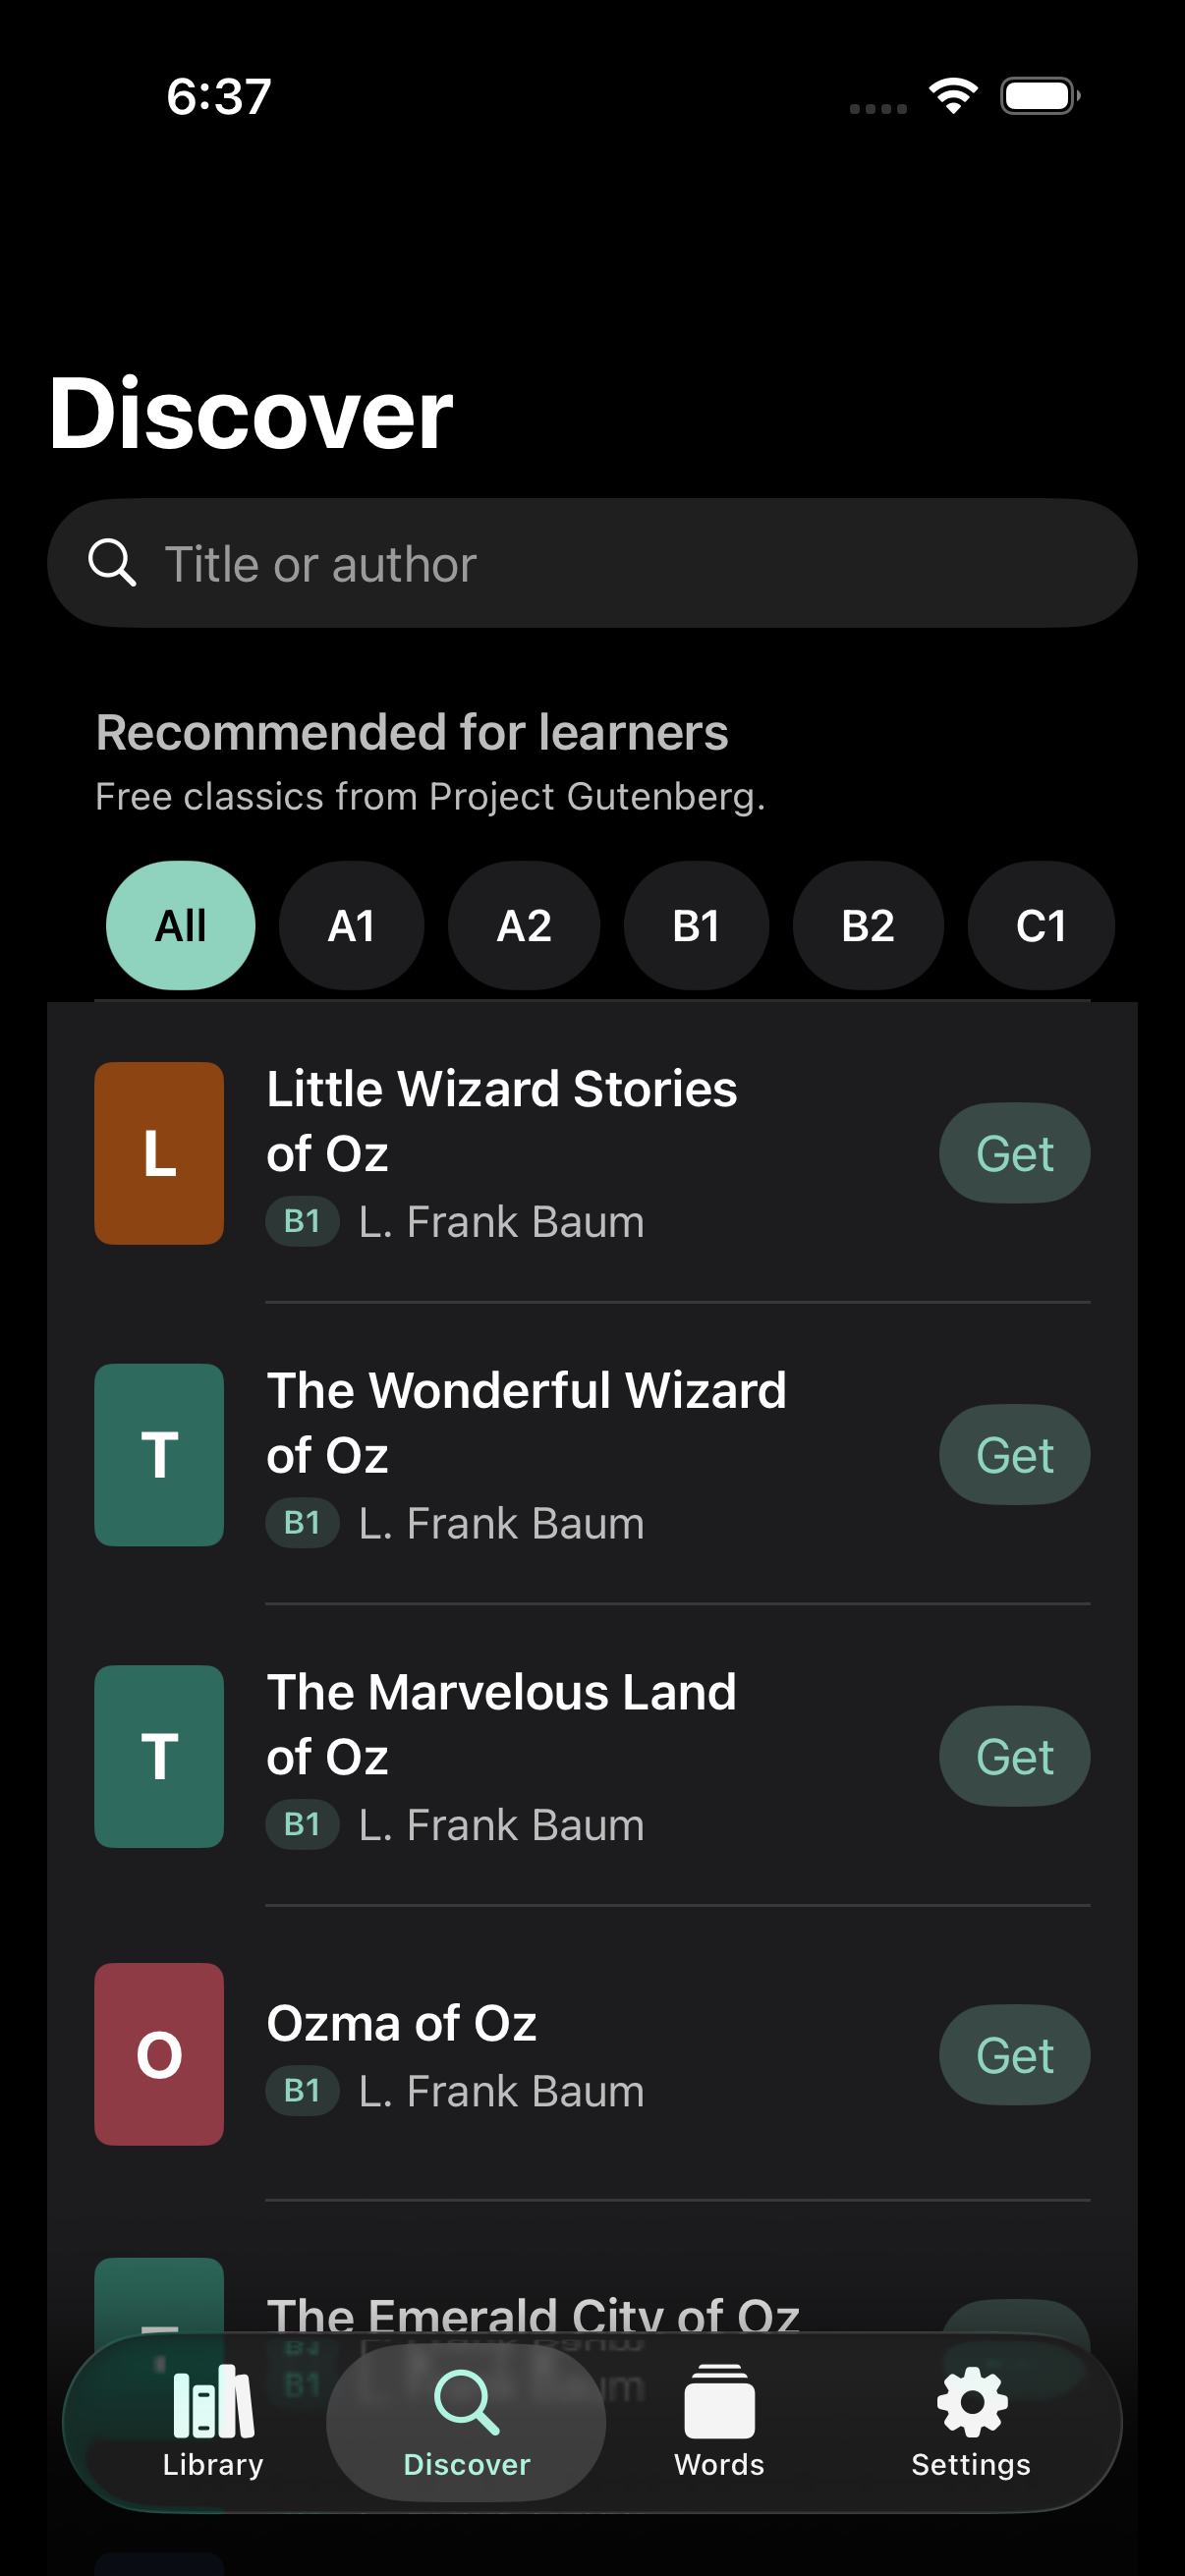 6:37
Discover
Title or author
Recommended for learners
Free classics from Project Gutenberg.
All A1 A2 B1 B2 C1
L
Little Wizard Stories
of Oz
B1 L. Frank Baum
Get
T
The Wonderful Wizard
of Oz
B1 L. Frank Baum
Get
T
The Marvelous Land
of Oz
B1 L. Frank Baum
Get
O
Ozma of Oz
B1 L. Frank Baum
Get
The Emerald City of Oz
B1 L. Frank Baum
Library Discover Words Settings